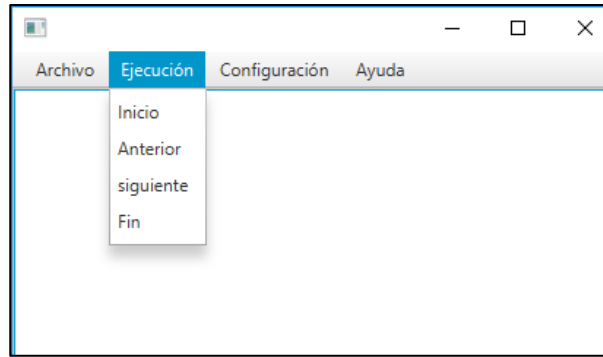 Archivo Ejecución Configuración Ayuda
Inicio
Anterior
siguiente
Fin